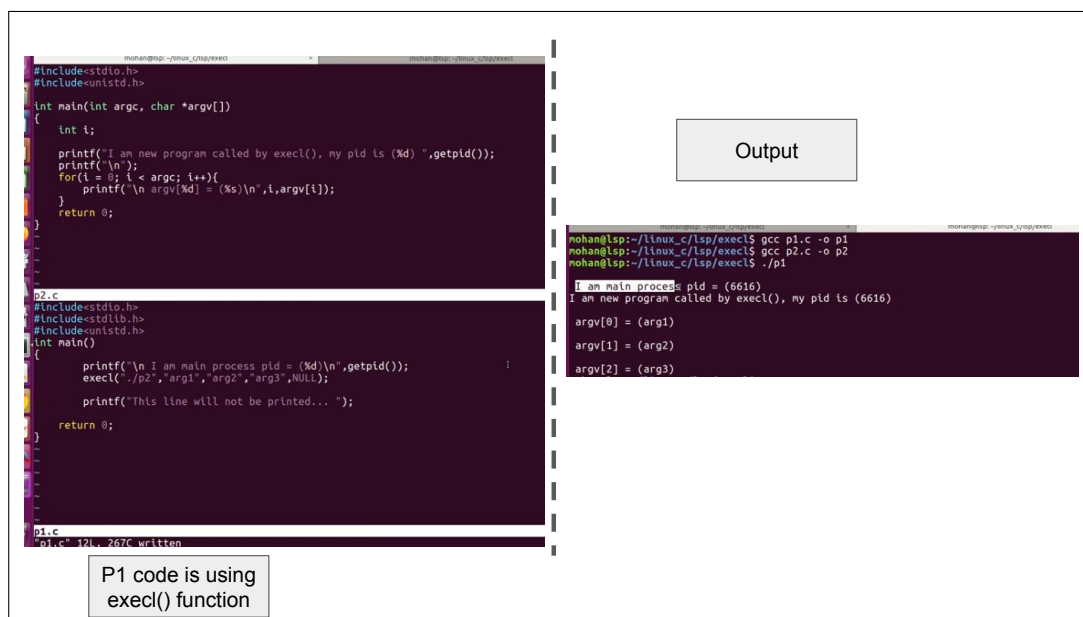 mohan@lsp: ~/linux_c/lsp/execl × mohan@lsp: ~/linux_c/lsp/execl
#include<stdio.h>
#include<unistd.h>
int main(int argc, char *argv[])
{
int i;
printf("I am new program called by execl(), my pid is (%d) ",getpid());
printf("\n");
for(i = 0; i < argc; i++){
printf("\n argv[%d] = (%s)\n",i,argv[i]);
}
return 0;
}
~
~
~
~
~
p2.c
#include<stdio.h>
#include<stdlib.h>
#include<unistd.h>
int main()
{
printf("\n I am main process pid = (%d)\n",getpid());
execl("./p2","arg1","arg2","arg3",NULL);
printf("This line will not be printed... ");
return 0;
}
~
~
~
~
~
~
~
p1.c
"p1.c" 12L, 267C written
P1 code is using
execl() function
Output
mohan@lsp: ~/linux_c/lsp/execl × mohan@lsp: ~/linux_c/lsp/execl
mohan@lsp:~/linux_c/lsp/execl$ gcc p1.c -o p1
mohan@lsp:~/linux_c/lsp/execl$ gcc p2.c -o p2
mohan@lsp:~/linux_c/lsp/execl$ ./p1
I am main process pid = (6616)
I am new program called by execl(), my pid is (6616)
argv[0] = (arg1)
argv[1] = (arg2)
argv[2] = (arg3)